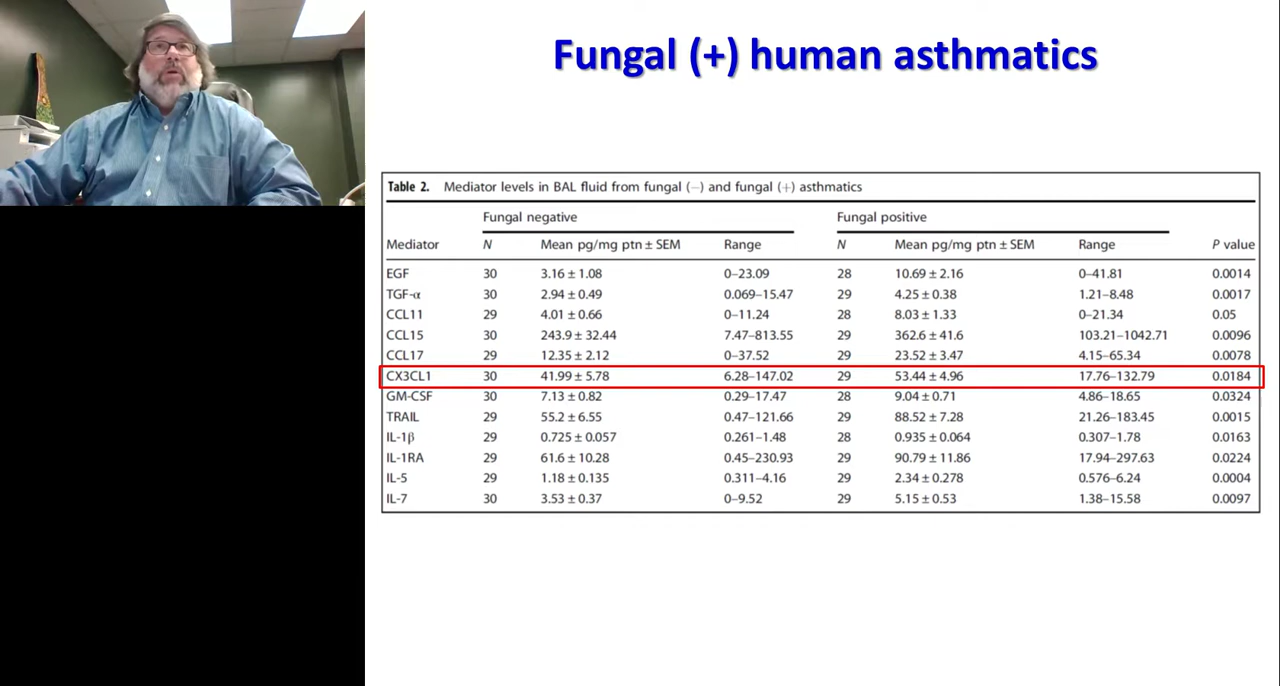 Fungal (+) human asthmatics
Table 2. Mediator levels in BAL fluid from fungal (−) and fungal (+) asthmatics
Fungal negative Fungal positive
Mediator N Mean pg/mg ptn ± SEM Range N Mean pg/mg ptn ± SEM Range P value
EGF 30 3.16 ± 1.08 0–23.09 28 10.69 ± 2.16 0–41.81 0.0014
TGF-α 30 2.94 ± 0.49 0.069–15.47 29 4.25 ± 0.38 1.21–8.48 0.0017
CCL11 29 4.01 ± 0.66 0–11.24 28 8.03 ± 1.33 0–21.34 0.05
CCL15 30 243.9 ± 32.44 7.47–813.55 29 362.6 ± 41.6 103.21–1042.71 0.0096
CCL17 29 12.35 ± 2.12 0–37.52 29 23.52 ± 3.47 4.15–65.34 0.0078
CX3CL1 30 41.99 ± 5.78 6.28–147.02 29 53.44 ± 4.96 17.76–132.79 0.0184
GM-CSF 30 7.13 ± 0.82 0.29–17.47 28 9.04 ± 0.71 4.86–18.65 0.0324
TRAIL 29 55.2 ± 6.55 0.47–121.66 29 88.52 ± 7.28 21.26–183.45 0.0015
IL-1β 29 0.725 ± 0.057 0.261–1.48 28 0.935 ± 0.064 0.307–1.78 0.0163
IL-1RA 29 61.6 ± 10.28 0.45–230.93 29 90.79 ± 11.86 17.94–297.63 0.0224
IL-5 29 1.18 ± 0.135 0.311–4.16 29 2.34 ± 0.278 0.576–6.24 0.0004
IL-7 30 3.53 ± 0.37 0–9.52 29 5.15 ± 0.53 1.38–15.58 0.0097